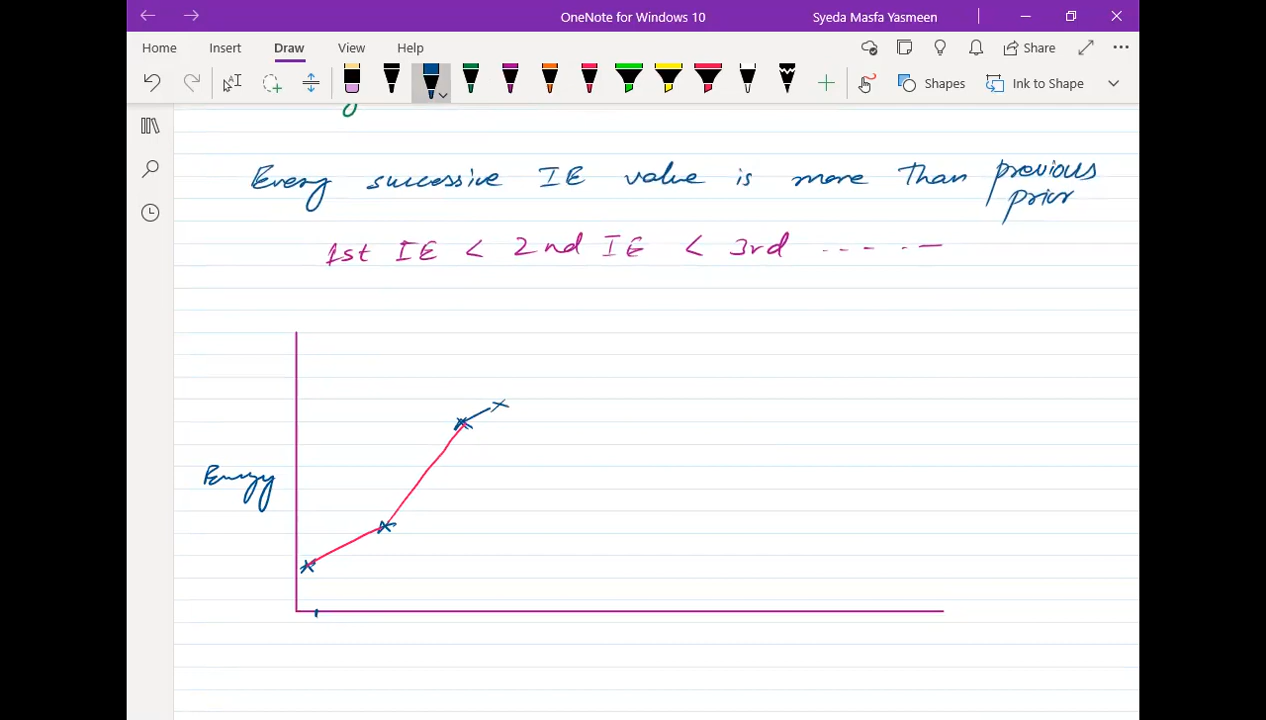 OneNote for Windows 10
Syeda Masfa Yasmeen
Home Insert Draw View Help
Share
Shapes
Ink to Shape
Every successive IE value is more than previous
prior
1st IE < 2nd IE < 3rd ------
Energy